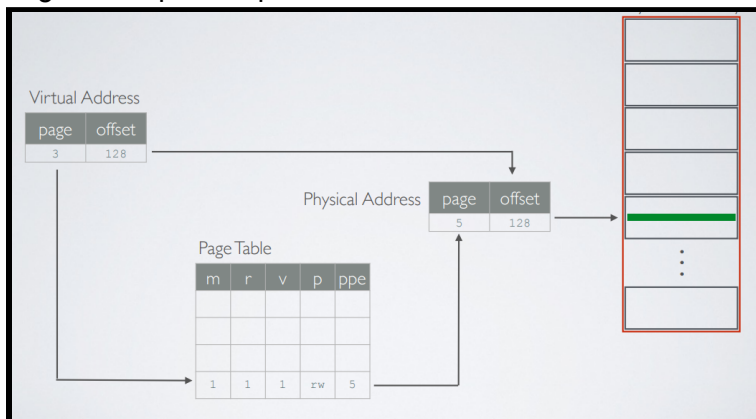 Virtual Address
page offset
3 128
Physical Address
page offset
5 128
Page Table
m r v p ppe
1 1 1 rw 5